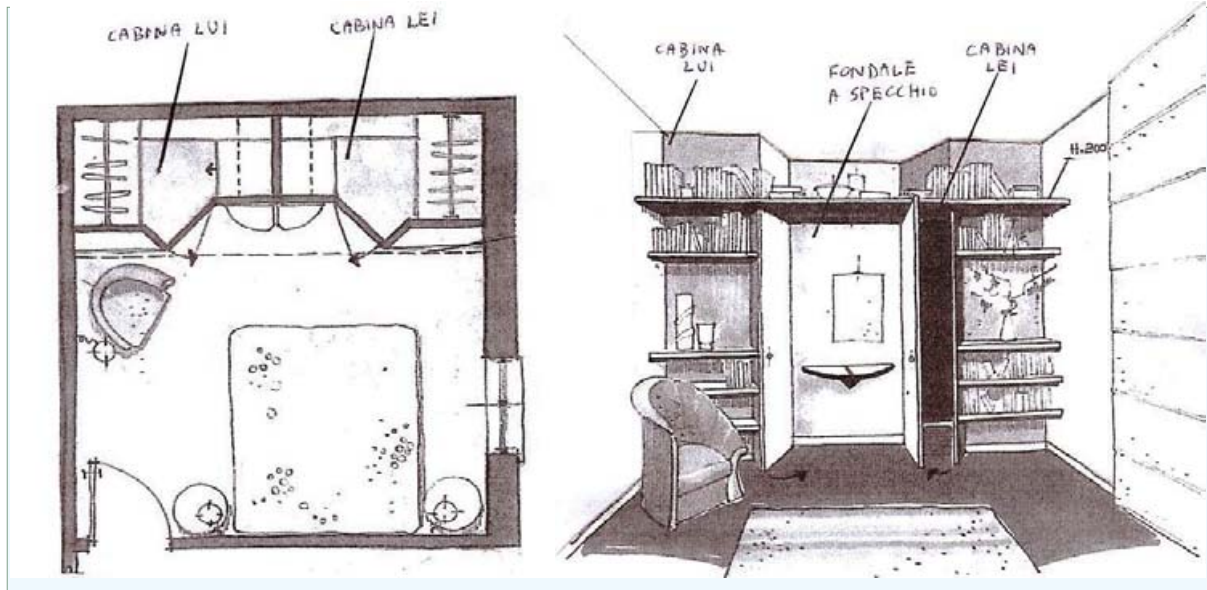 CABINA LUI
CABINA LEI
CABINA
LUI
FONDALE
A SPECCHIO
CABINA
LEI
H.200